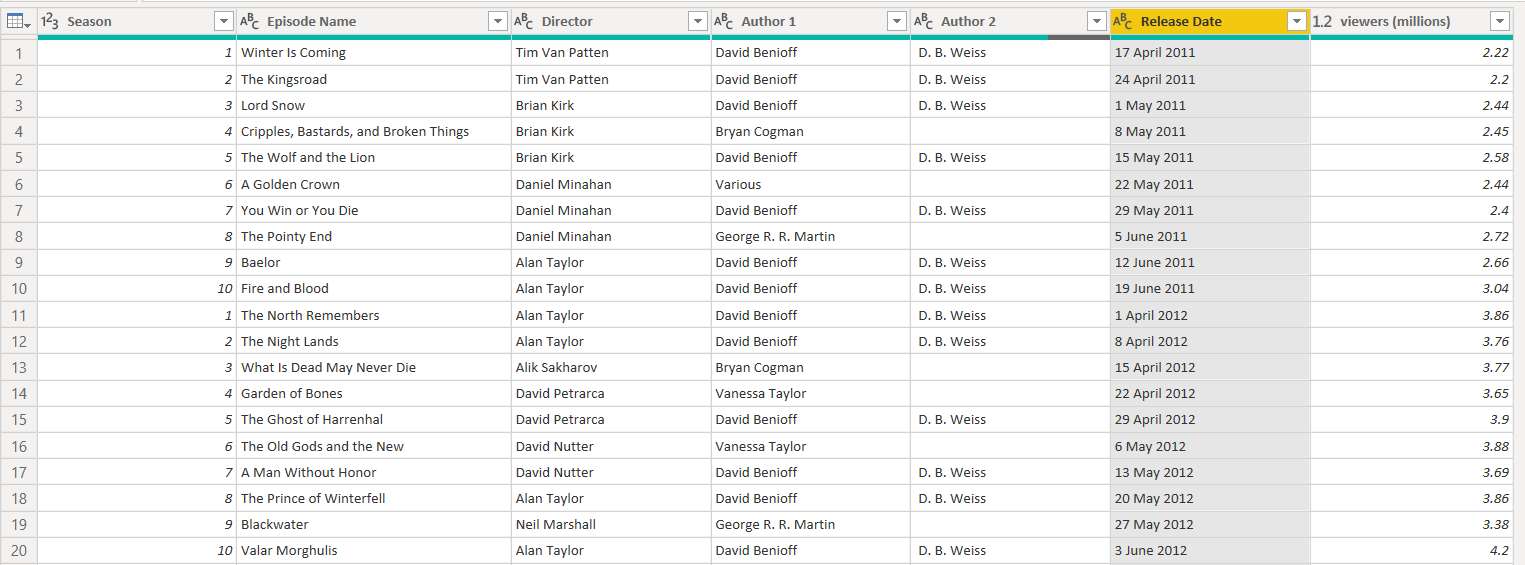 1²3 Season ABC Episode Name ABC Director ABC Author 1 ABC Author 2 ABC Release Date 1.2 viewers (millions)
1 1 Winter Is Coming Tim Van Patten David Benioff D. B. Weiss 17 April 2011 2.22
2 2 The Kingsroad Tim Van Patten David Benioff D. B. Weiss 24 April 2011 2.2
3 3 Lord Snow Brian Kirk David Benioff D. B. Weiss 1 May 2011 2.44
4 4 Cripples, Bastards, and Broken Things Brian Kirk Bryan Cogman 8 May 2011 2.45
5 5 The Wolf and the Lion Brian Kirk David Benioff D. B. Weiss 15 May 2011 2.58
6 6 A Golden Crown Daniel Minahan Various 22 May 2011 2.44
7 7 You Win or You Die Daniel Minahan David Benioff D. B. Weiss 29 May 2011 2.4
8 8 The Pointy End Daniel Minahan George R. R. Martin 5 June 2011 2.72
9 9 Baelor Alan Taylor David Benioff D. B. Weiss 12 June 2011 2.66
10 10 Fire and Blood Alan Taylor David Benioff D. B. Weiss 19 June 2011 3.04
11 1 The North Remembers Alan Taylor David Benioff D. B. Weiss 1 April 2012 3.86
12 2 The Night Lands Alan Taylor David Benioff D. B. Weiss 8 April 2012 3.76
13 3 What Is Dead May Never Die Alik Sakharov Bryan Cogman 15 April 2012 3.77
14 4 Garden of Bones David Petrarca Vanessa Taylor 22 April 2012 3.65
15 5 The Ghost of Harrenhal David Petrarca David Benioff D. B. Weiss 29 April 2012 3.9
16 6 The Old Gods and the New David Nutter Vanessa Taylor 6 May 2012 3.88
17 7 A Man Without Honor David Nutter David Benioff D. B. Weiss 13 May 2012 3.69
18 8 The Prince of Winterfell Alan Taylor David Benioff D. B. Weiss 20 May 2012 3.86
19 9 Blackwater Neil Marshall George R. R. Martin 27 May 2012 3.38
20 10 Valar Morghulis Alan Taylor David Benioff D. B. Weiss 3 June 2012 4.2